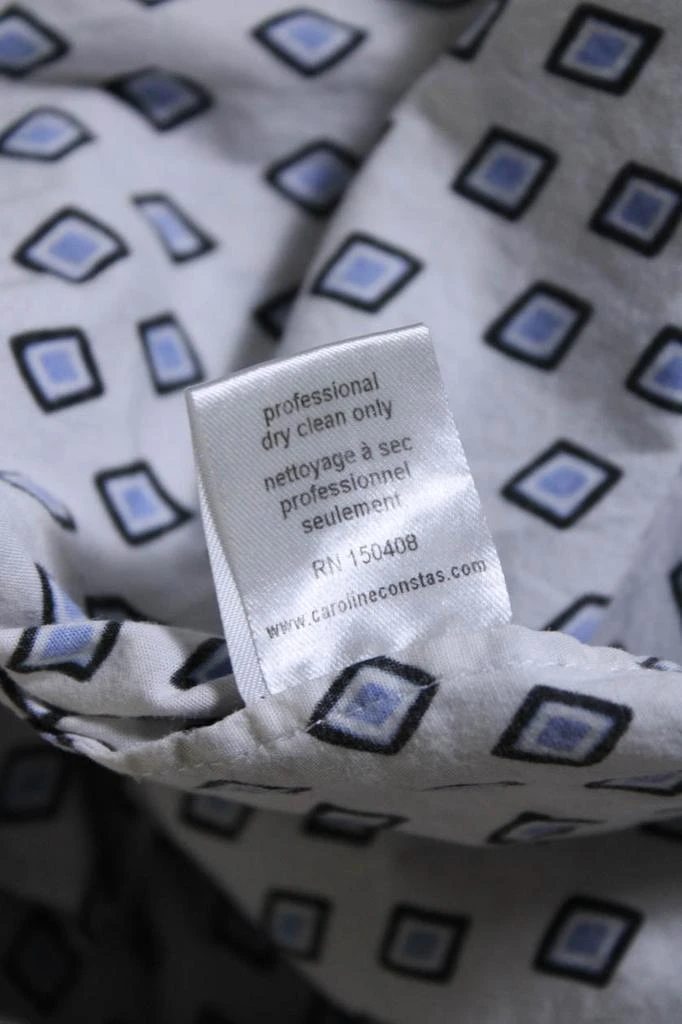 professional
dry clean only
nettoyage à sec
professionnel
seulement
RN 150408
www.carolineconstas.com